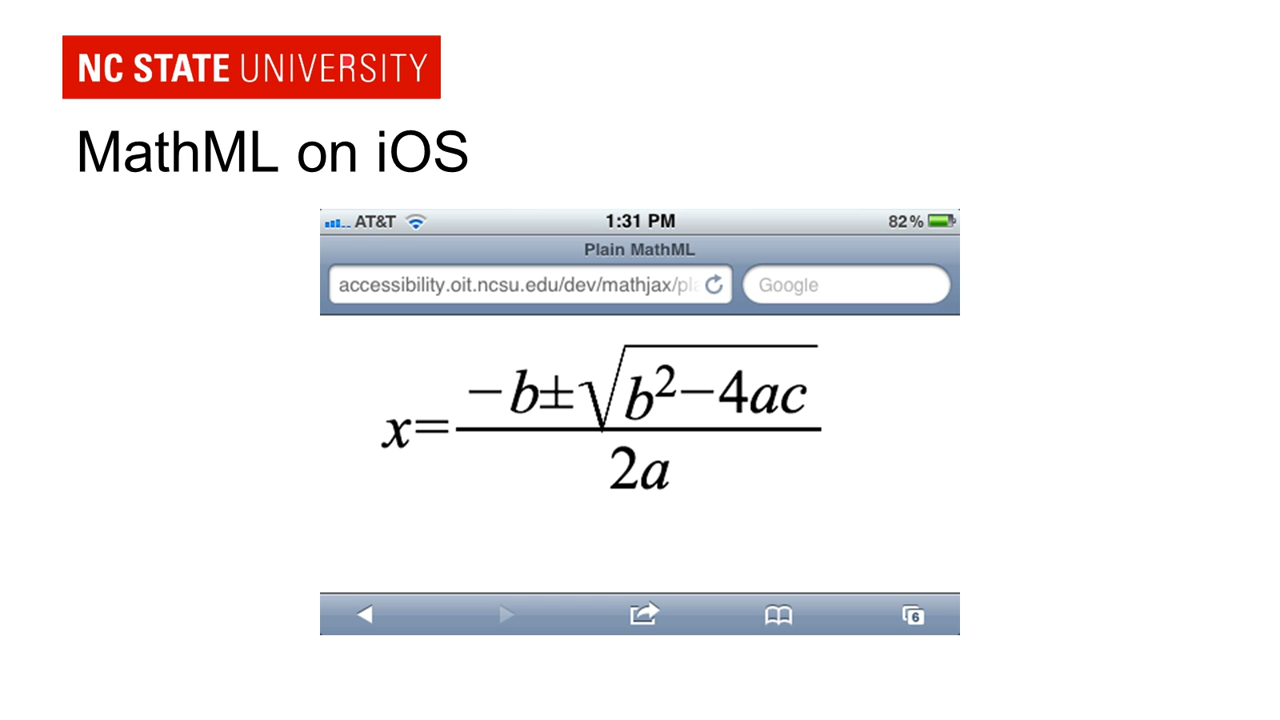 NC STATE UNIVERSITY
MathML on iOS
AT&T 1:31 PM 82%
Plain MathML
accessibility.oit.ncsu.edu/dev/mathjax/pla Google
x = (−b ± √(b² − 4ac)) / 2a
6